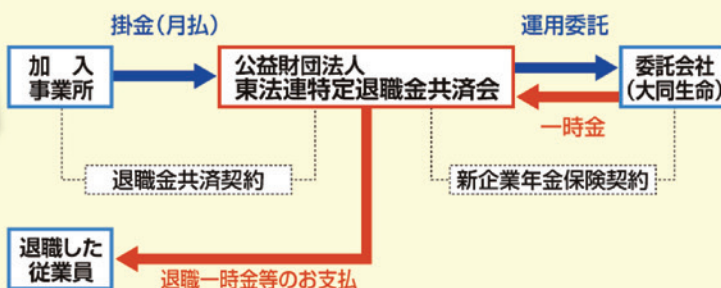 掛金(月払)
運用委託
加入
事業所
公益財団法人
東法連特定退職金共済会
委託会社
(大同生命)
一時金
退職金共済契約
新企業年金保険契約
退職した
従業員
退職一時金等のお支払